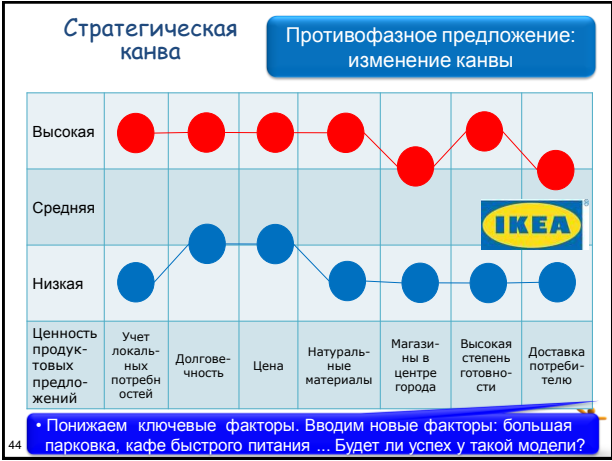 Стратегическая
канва
Противофазное предложение:
изменение канвы
Высокая
Средняя
IKEA
®
Низкая
Ценность
продук-
товых
предло-
жений
Учет
локаль-
ных
потребн
остей
Долгове-
чность
Цена
Натураль-
ные
материалы
Магази-
ны в
центре
города
Высокая
степень
готовно-
сти
Доставка
потреби-
телю
• Понижаем ключевые факторы. Вводим новые факторы: большая
парковка, кафе быстрого питания ... Будет ли успех у такой модели?
44